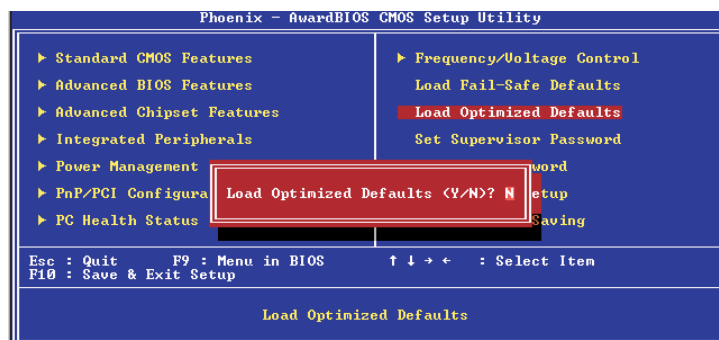 Phoenix - AwardBIOS CMOS Setup Utility
▶ Standard CMOS Features
▶ Advanced BIOS Features
▶ Advanced Chipset Features
▶ Integrated Peripherals
▶ Power Management
▶ PnP/PCI Configura
▶ PC Health Status
▶ Frequency/Voltage Control
Load Fail-Safe Defaults
Load Optimized Defaults
Set Supervisor Password
word
etup
Saving
Load Optimized Defaults (Y/N)? N
Esc : Quit F9 : Menu in BIOS ↑ ↓ → ← : Select Item
F10 : Save & Exit Setup
Load Optimized Defaults